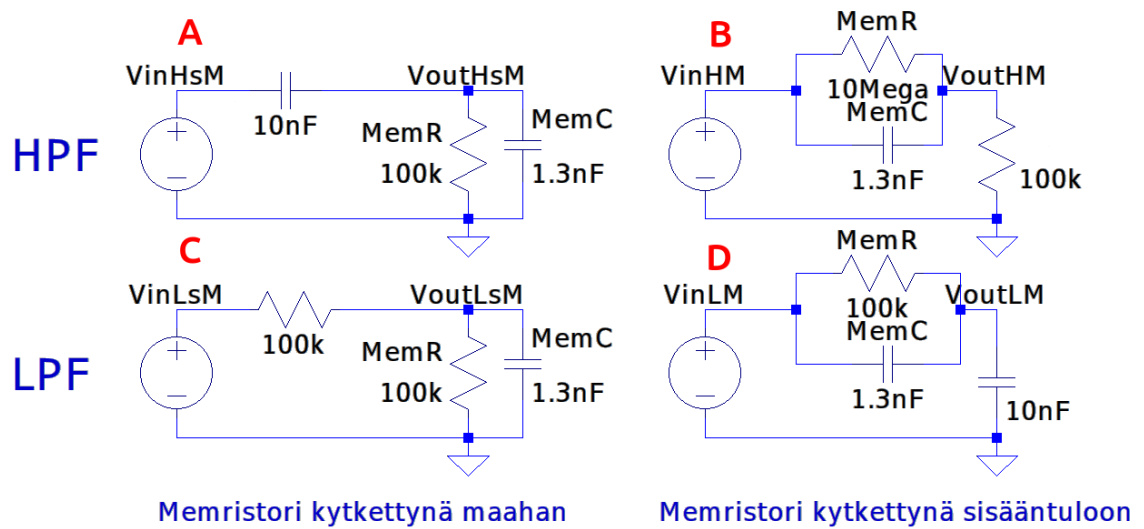 A
VinHsM
VoutHsM
10nF
MemR
100k
MemC
1.3nF
HPF
B
MemR
VinHM
VoutHM
10Mega
MemC
1.3nF
100k
C
VinLsM
VoutLsM
100k
MemR
100k
MemC
1.3nF
LPF
D
MemR
VinLM
VoutLM
100k
MemC
1.3nF
10nF
Memristori kytkettynä maahan
Memristori kytkettynä sisääntuloon